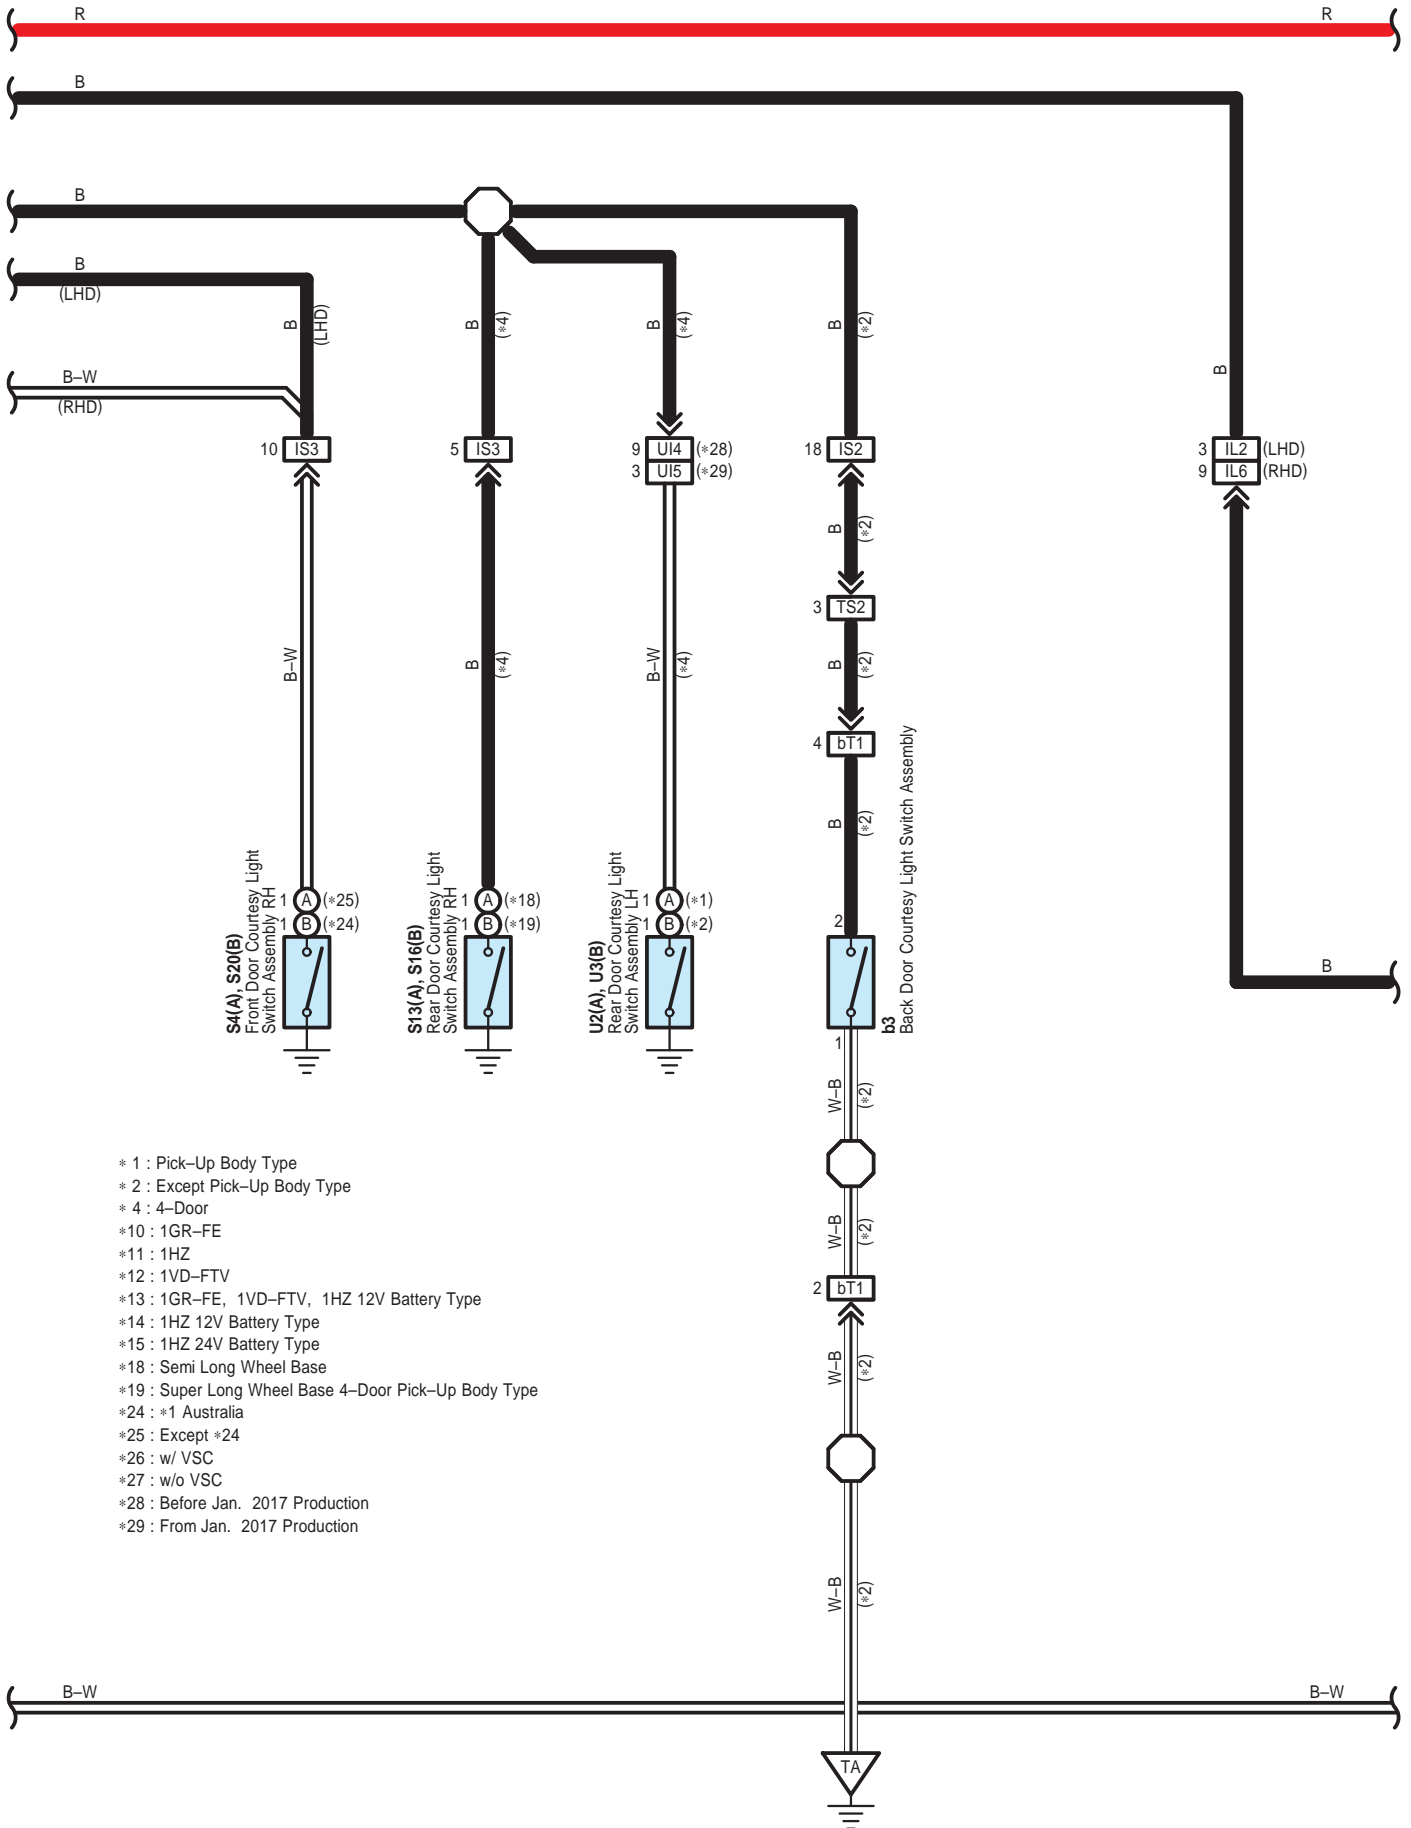 R R
B
B
B
(LHD)
B
(LHD)
B
(*4)
B
(*4)
B
(*2)
B
B–W
(RHD)
10 IS3
5 IS3
9 UI4 (*28)
3 UI5 (*29)
18 IS2
3 IL2 (LHD)
9 IL6 (RHD)
B
(*2)
3 TS2
B–W
B
(*4)
B–W
(*4)
B
(*2)
4 bT1
B
(*2)
S4(A), S20(B)
Front Door Courtesy Light
Switch Assembly RH
1 A (*25)
1 B (*24)
S13(A), S16(B)
Rear Door Courtesy Light
Switch Assembly RH
1 A (*18)
1 B (*19)
U2(A), U3(B)
Rear Door Courtesy Light
Switch Assembly LH
1 A (*1)
1 B (*2)
2
b3
Back Door Courtesy Light Switch Assembly
1
B
W–B
(*2)
W–B
(*2)
2 bT1
W–B
(*2)
W–B
(*2)
* 1 : Pick–Up Body Type
* 2 : Except Pick–Up Body Type
* 4 : 4–Door
*10 : 1GR–FE
*11 : 1HZ
*12 : 1VD–FTV
*13 : 1GR–FE, 1VD–FTV, 1HZ 12V Battery Type
*14 : 1HZ 12V Battery Type
*15 : 1HZ 24V Battery Type
*18 : Semi Long Wheel Base
*19 : Super Long Wheel Base 4–Door Pick–Up Body Type
*24 : *1 Australia
*25 : Except *24
*26 : w/ VSC
*27 : w/o VSC
*28 : Before Jan. 2017 Production
*29 : From Jan. 2017 Production
B–W B–W
TA